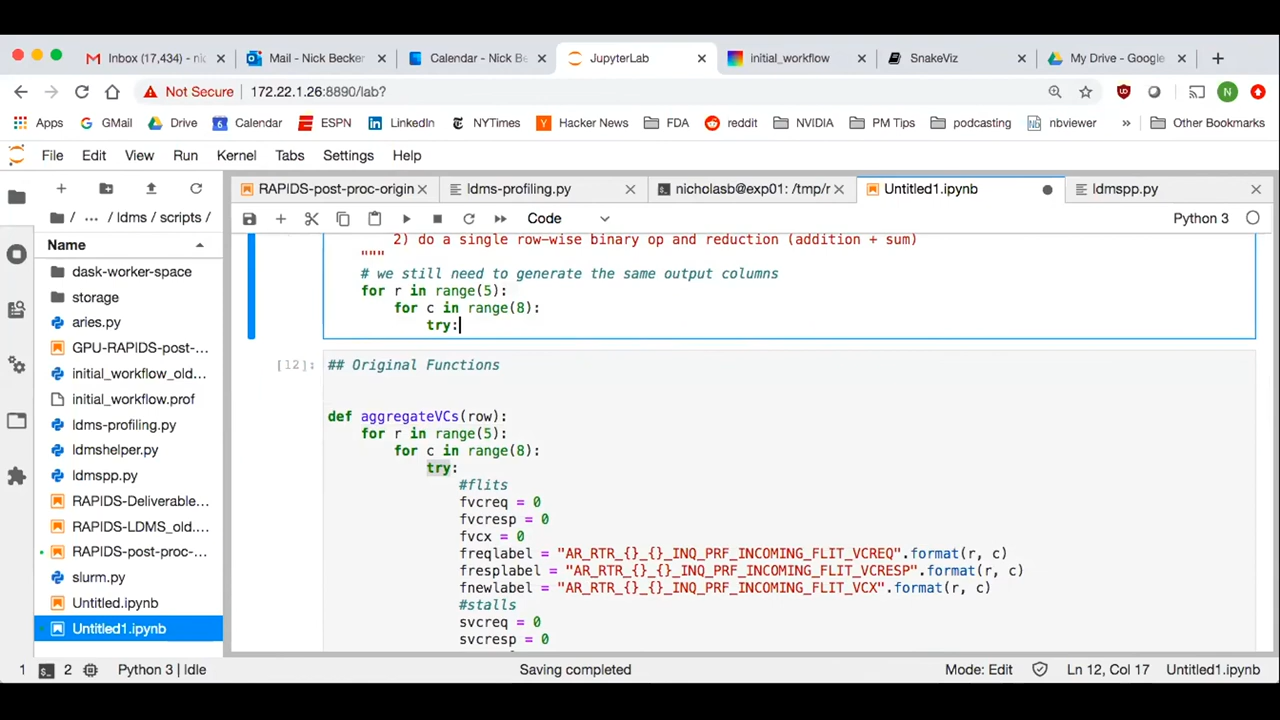 Inbox (17,434) - nic
Mail - Nick Becker
Calendar - Nick Be
JupyterLab
initial_workflow
SnakeViz
My Drive - Google
Not Secure
172.22.1.26:8890/lab?
Apps
GMail
Drive
Calendar
ESPN
LinkedIn
NYTimes
Hacker News
FDA
reddit
NVIDIA
PM Tips
podcasting
nbviewer
Other Bookmarks
File
Edit
View
Run
Kernel
Tabs
Settings
Help
RAPIDS-post-proc-origin
ldms-profiling.py
nicholasb@exp01: /tmp/r
Untitled1.ipynb
ldmspp.py
/ ... / ldms / scripts /
Code
Python 3
Name
dask-worker-space
storage
aries.py
GPU-RAPIDS-post-...
initial_workflow_old...
initial_workflow.prof
ldms-profiling.py
ldmshelper.py
ldmspp.py
RAPIDS-Deliverable...
RAPIDS-LDMS_old....
RAPIDS-post-proc-...
slurm.py
Untitled.ipynb
Untitled1.ipynb
2) do a single row-wise binary op and reduction (addition + sum)
"""
# we still need to generate the same output columns
for r in range(5):
for c in range(8):
try:
[12]:
## Original Functions
def aggregateVCs(row):
for r in range(5):
for c in range(8):
try:
#flits
fvcreq = 0
fvcresp = 0
fvcx = 0
freqlabel = "AR_RTR_{}_{}_INQ_PRF_INCOMING_FLIT_VCREQ".format(r, c)
fresplabel = "AR_RTR_{}_{}_INQ_PRF_INCOMING_FLIT_VCRESP".format(r, c)
fnewlabel = "AR_RTR_{}_{}_INQ_PRF_INCOMING_FLIT_VCX".format(r, c)
#stalls
svcreq = 0
svcresp = 0
1
2
Python 3 | Idle
Saving completed
Mode: Edit
Ln 12, Col 17
Untitled1.ipynb